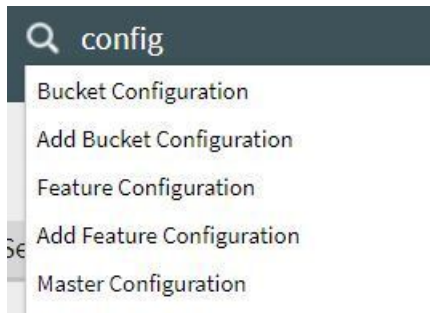 config
Bucket Configuration
Add Bucket Configuration
Feature Configuration
Add Feature Configuration
Master Configuration